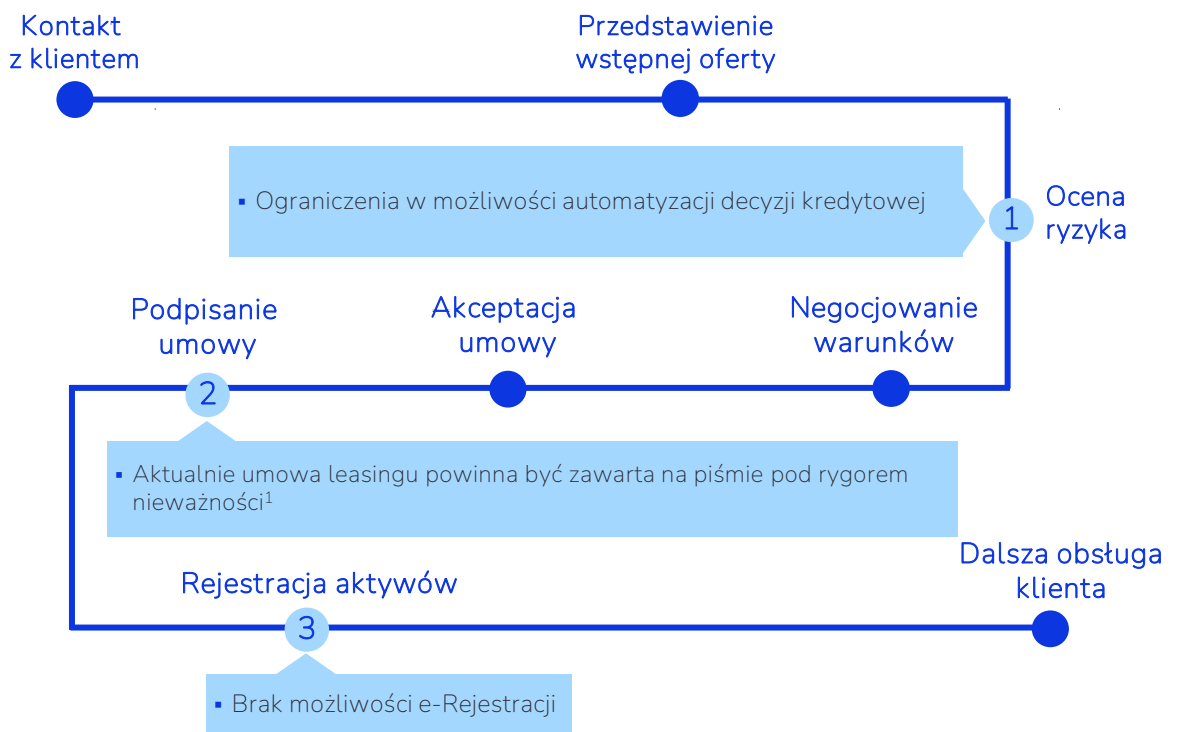 Kontakt
z klientem
Przedstawienie
wstępnej oferty
▪ Ograniczenia w możliwości automatyzacji decyzji kredytowej
1
Ocena
ryzyka
Negocjowanie
warunków
Akceptacja
umowy
Podpisanie
umowy
2
▪ Aktualnie umowa leasingu powinna być zawarta na piśmie pod rygorem
nieważności¹
Rejestracja aktywów
3
▪ Brak możliwości e-Rejestracji
Dalsza obsługa
klienta